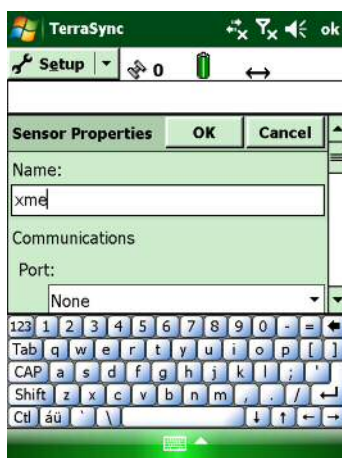 TerraSync ok
Setup 0
Sensor Properties OK Cancel
Name:
xme
Communications
Port:
None
123 1 2 3 4 5 6 7 8 9 0 - =
Tab q w e r t y u i o p [ ]
CAP a s d f g h j k l ; '
Shift z x c v b n m , . /
Ctl áü ` \